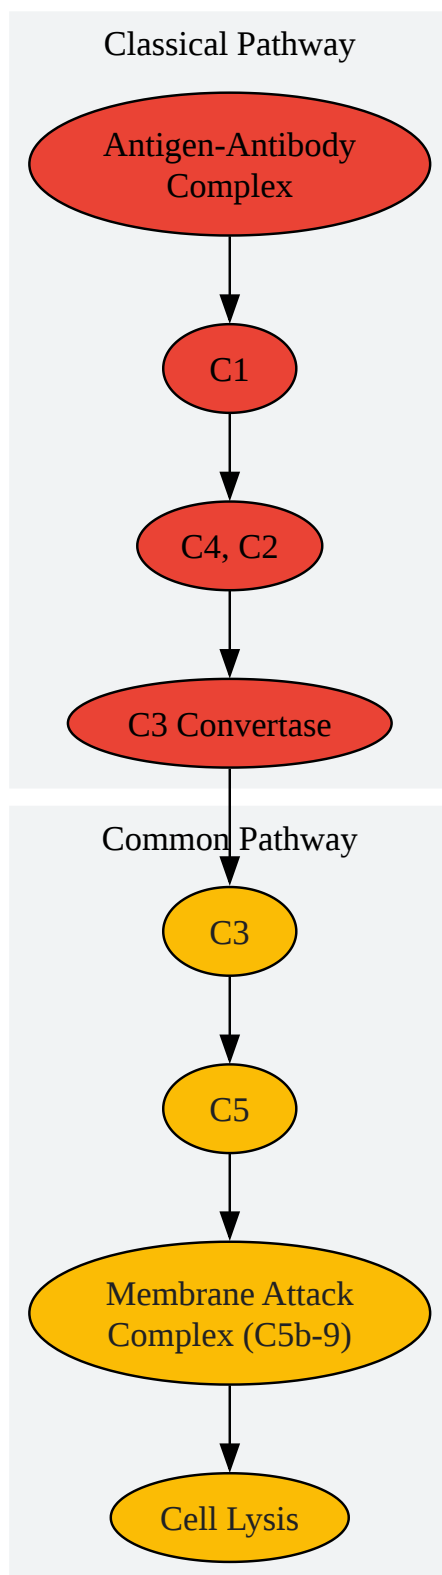 Classical Pathway
Antigen-Antibody
Complex
C1
C4, C2
C3 Convertase
Common Pathway
C3
C5
Membrane Attack
Complex (C5b-9)
Cell Lysis